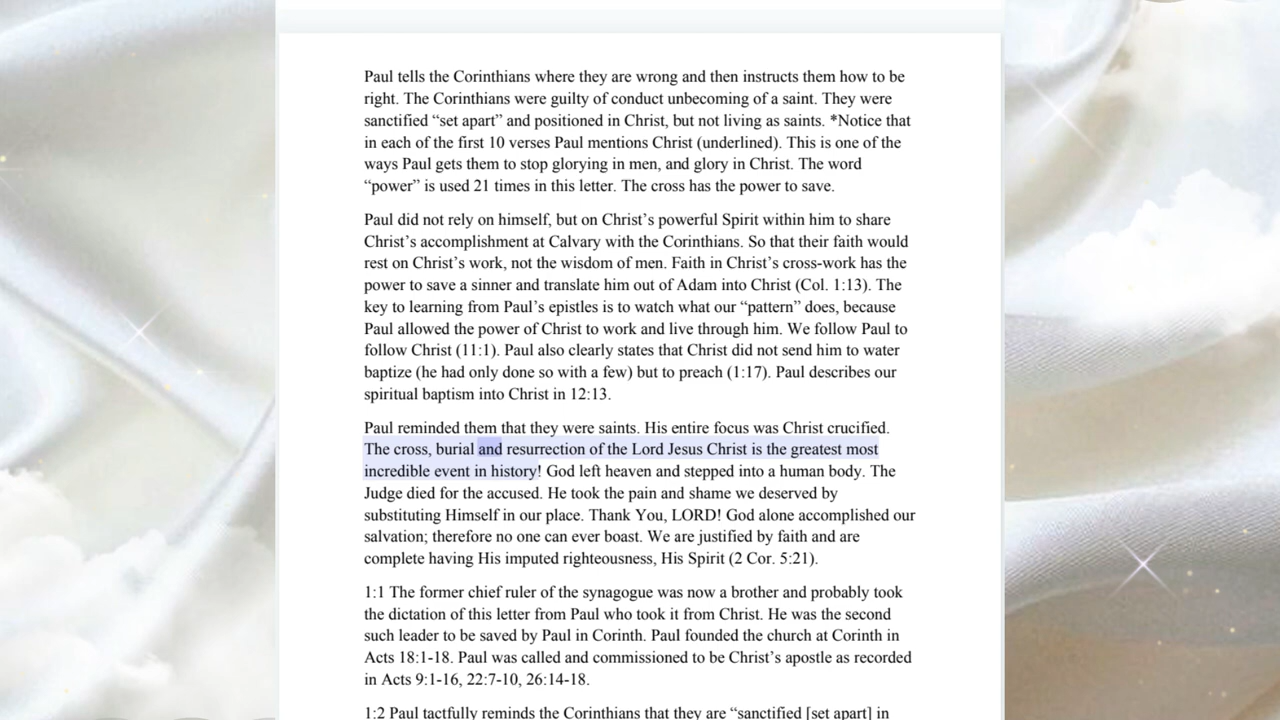 Paul tells the Corinthians where they are wrong and then instructs them how to be
right. The Corinthians were guilty of conduct unbecoming of a saint. They were
sanctified “set apart” and positioned in Christ, but not living as saints. *Notice that
in each of the first 10 verses Paul mentions Christ (underlined). This is one of the
ways Paul gets them to stop glorying in men, and glory in Christ. The word
“power” is used 21 times in this letter. The cross has the power to save.
Paul did not rely on himself, but on Christ’s powerful Spirit within him to share
Christ’s accomplishment at Calvary with the Corinthians. So that their faith would
rest on Christ’s work, not the wisdom of men. Faith in Christ’s cross-work has the
power to save a sinner and translate him out of Adam into Christ (Col. 1:13). The
key to learning from Paul’s epistles is to watch what our “pattern” does, because
Paul allowed the power of Christ to work and live through him. We follow Paul to
follow Christ (11:1). Paul also clearly states that Christ did not send him to water
baptize (he had only done so with a few) but to preach (1:17). Paul describes our
spiritual baptism into Christ in 12:13.
Paul reminded them that they were saints. His entire focus was Christ crucified.
The cross, burial and resurrection of the Lord Jesus Christ is the greatest most
incredible event in history! God left heaven and stepped into a human body. The
Judge died for the accused. He took the pain and shame we deserved by
substituting Himself in our place. Thank You, LORD! God alone accomplished our
salvation; therefore no one can ever boast. We are justified by faith and are
complete having His imputed righteousness, His Spirit (2 Cor. 5:21).
1:1 The former chief ruler of the synagogue was now a brother and probably took
the dictation of this letter from Paul who took it from Christ. He was the second
such leader to be saved by Paul in Corinth. Paul founded the church at Corinth in
Acts 18:1-18. Paul was called and commissioned to be Christ’s apostle as recorded
in Acts 9:1-16, 22:7-10, 26:14-18.
1:2 Paul tactfully reminds the Corinthians that they are “sanctified [set apart] in